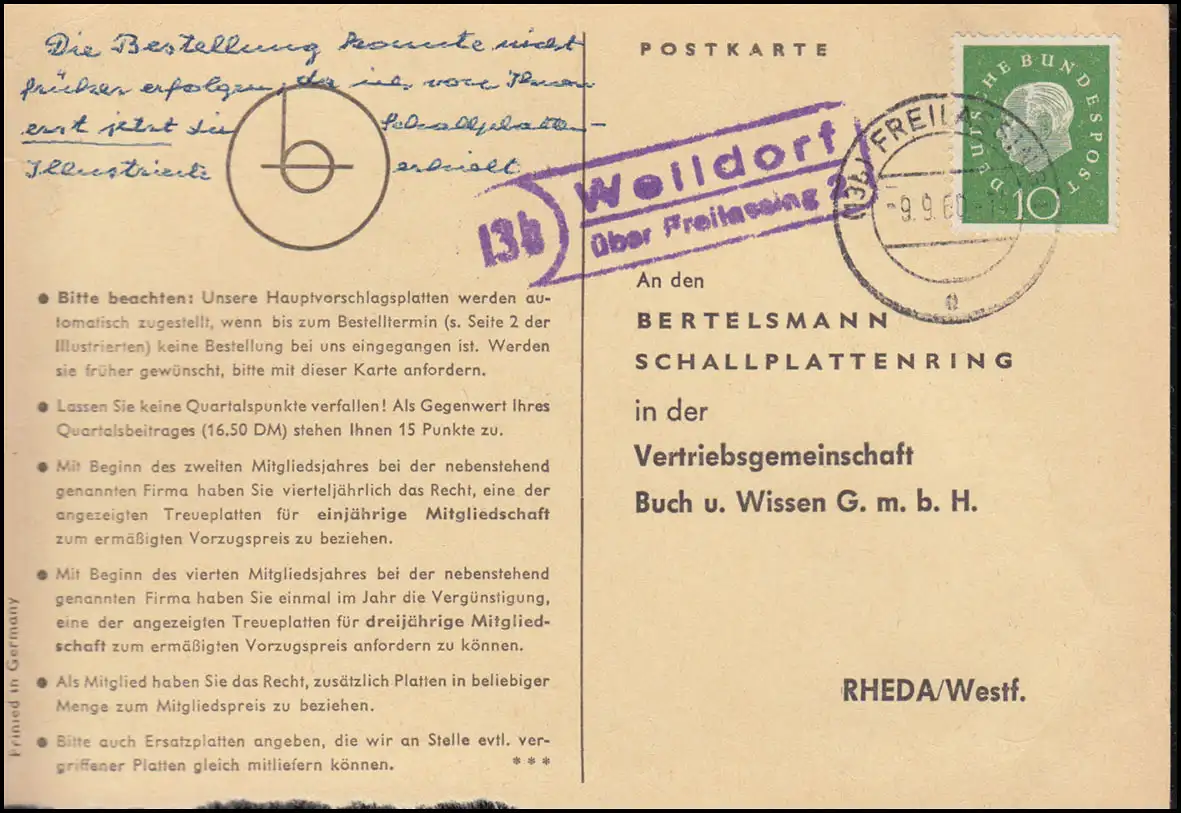 Die Bestellung konnte nicht
früher erfolgen, da ich von Ihnen
erst jetzt die Schallplatten-
Illustrierte erhielt
b
● Bitte beachten: Unsere Hauptvorschlagsplatten werden au-
tomatisch zugestellt, wenn bis zum Bestelltermin (s. Seite 2 der
Illustrierten) keine Bestellung bei uns eingegangen ist. Werden
sie früher gewünscht, bitte mit dieser Karte anfordern.
● Lassen Sie keine Quartalspunkte verfallen! Als Gegenwert Ihres
Quartalsbeitrages (16.50 DM) stehen Ihnen 15 Punkte zu.
● Mit Beginn des zweiten Mitgliedsjahres bei der nebenstehend
genannten Firma haben Sie vierteljährlich das Recht, eine der
angezeigten Treueplatten für einjährige Mitgliedschaft
zum ermäßigten Vorzugspreis zu beziehen.
● Mit Beginn des vierten Mitgliedsjahres bei der nebenstehend
genannten Firma haben Sie einmal im Jahr die Vergünstigung,
eine der angezeigten Treueplatten für dreijährige Mitglied-
schaft zum ermäßigten Vorzugspreis anfordern zu können.
● Als Mitglied haben Sie das Recht, zusätzlich Platten in beliebiger
Menge zum Mitgliedspreis zu beziehen.
● Bitte auch Ersatzplatten angeben, die wir an Stelle evtl. ver-
griffener Platten gleich mitliefern können. ***
Printed in Germany
POSTKARTE
DEUTSCHE BUNDESPOST
10
FREILASSING
-9.9.60
a
13b
Weildorf
über Freilassing 2
An den
BERTELSMANN
SCHALLPLATTENRING
in der
Vertriebsgemeinschaft
Buch u. Wissen G. m. b. H.
RHEDA/Westf.